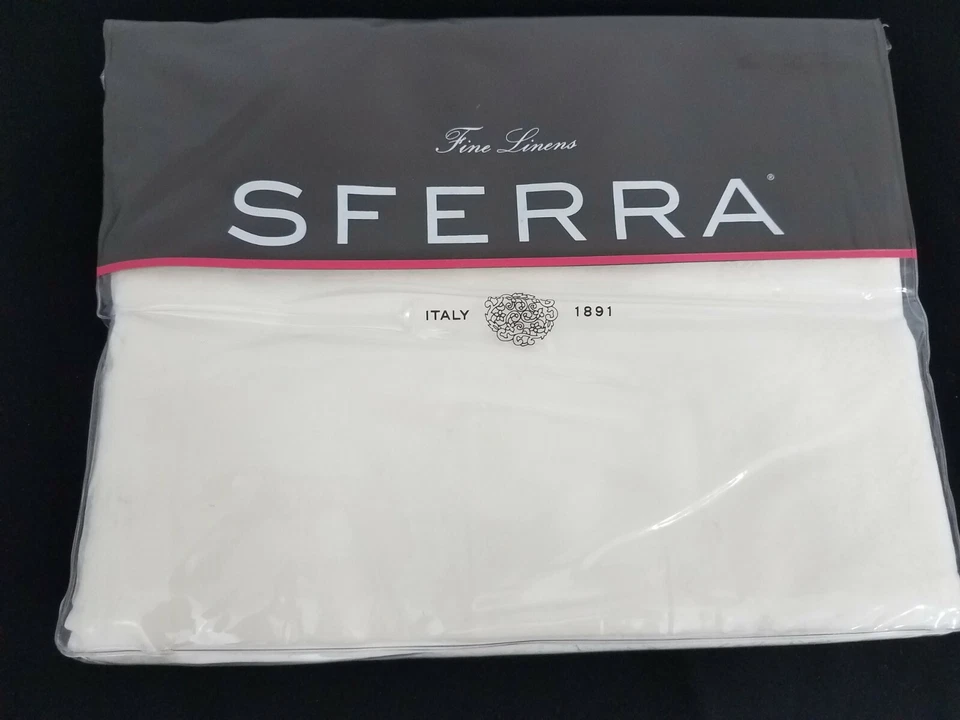 Fine Linens
SFERRA®
ITALY 1891